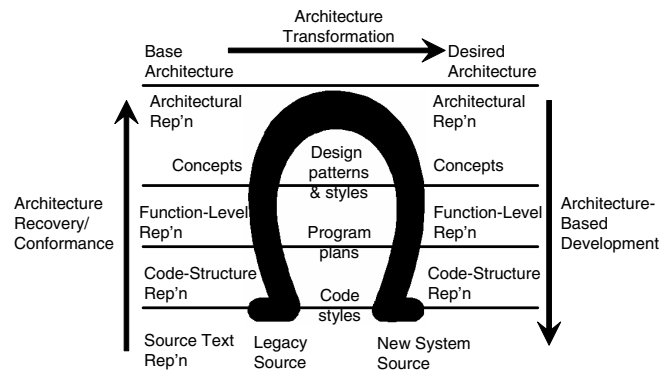 Architecture
Transformation
Base
Architecture
Desired
Architecture
Architectural
Rep'n
Architectural
Rep'n
Concepts
Design
patterns
& styles
Concepts
Architecture
Recovery/
Conformance
Function-Level
Rep'n
Program
plans
Function-Level
Rep'n
Architecture-
Based
Development
Code-Structure
Rep'n
Code
styles
Code-Structure
Rep'n
Source Text
Rep'n
Legacy
Source
New System
Source